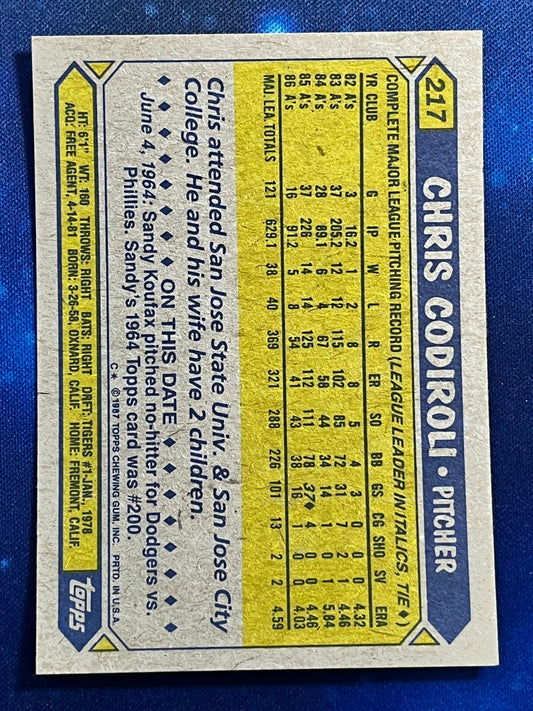 217 CHRIS CODIROLI • PITCHER
COMPLETE MAJOR LEAGUE PITCHING RECORD (LEAGUE LEADER IN ITALICS, TIE ♦)
YR CLUB G IP W L R ER SO BB GS CG SHO SV ERA
82 A's 3 16.2 1 2 8 8 5 4 3 0 0 0 4.32
83 A's 37 205.2 12 12 115 102 85 72 31 7 2 1 4.46
84 A's 28 89.1 6 4 67 58 44 34 14 1 0 1 5.84
85 A's 37 226 14 14 125 112 111 78 37♦ 4 0 0 4.46
86 A's 16 91.2 5 8 54 41 43 38 16 1 0 0 4.03
MAJ. LEA. TOTALS 121 629.1 38 40 369 321 288 226 101 13 2 2 4.59
Chris attended San Jose State Univ. & San Jose City
College. He and his wife have 2 children.
♦ ♦ ♦ ♦ ♦ ON THIS DATE ♦ ♦ ♦ ♦ ♦
June 4, 1964: Sandy Koufax pitched no-hitter for Dodgers vs.
Phillies. Sandy's 1964 Topps card was #200.
C* ©1987 TOPPS CHEWING GUM, INC. PRTD. IN U.S.A.
HT: 6'1" WT: 160 THROWS: RIGHT BATS: RIGHT DRFT: TIGERS #1-JAN. 1978
ACQ: FREE AGENT, 4-14-81 BORN: 3-26-58, OXNARD, CALIF. HOME: FREMONT, CALIF.
topps